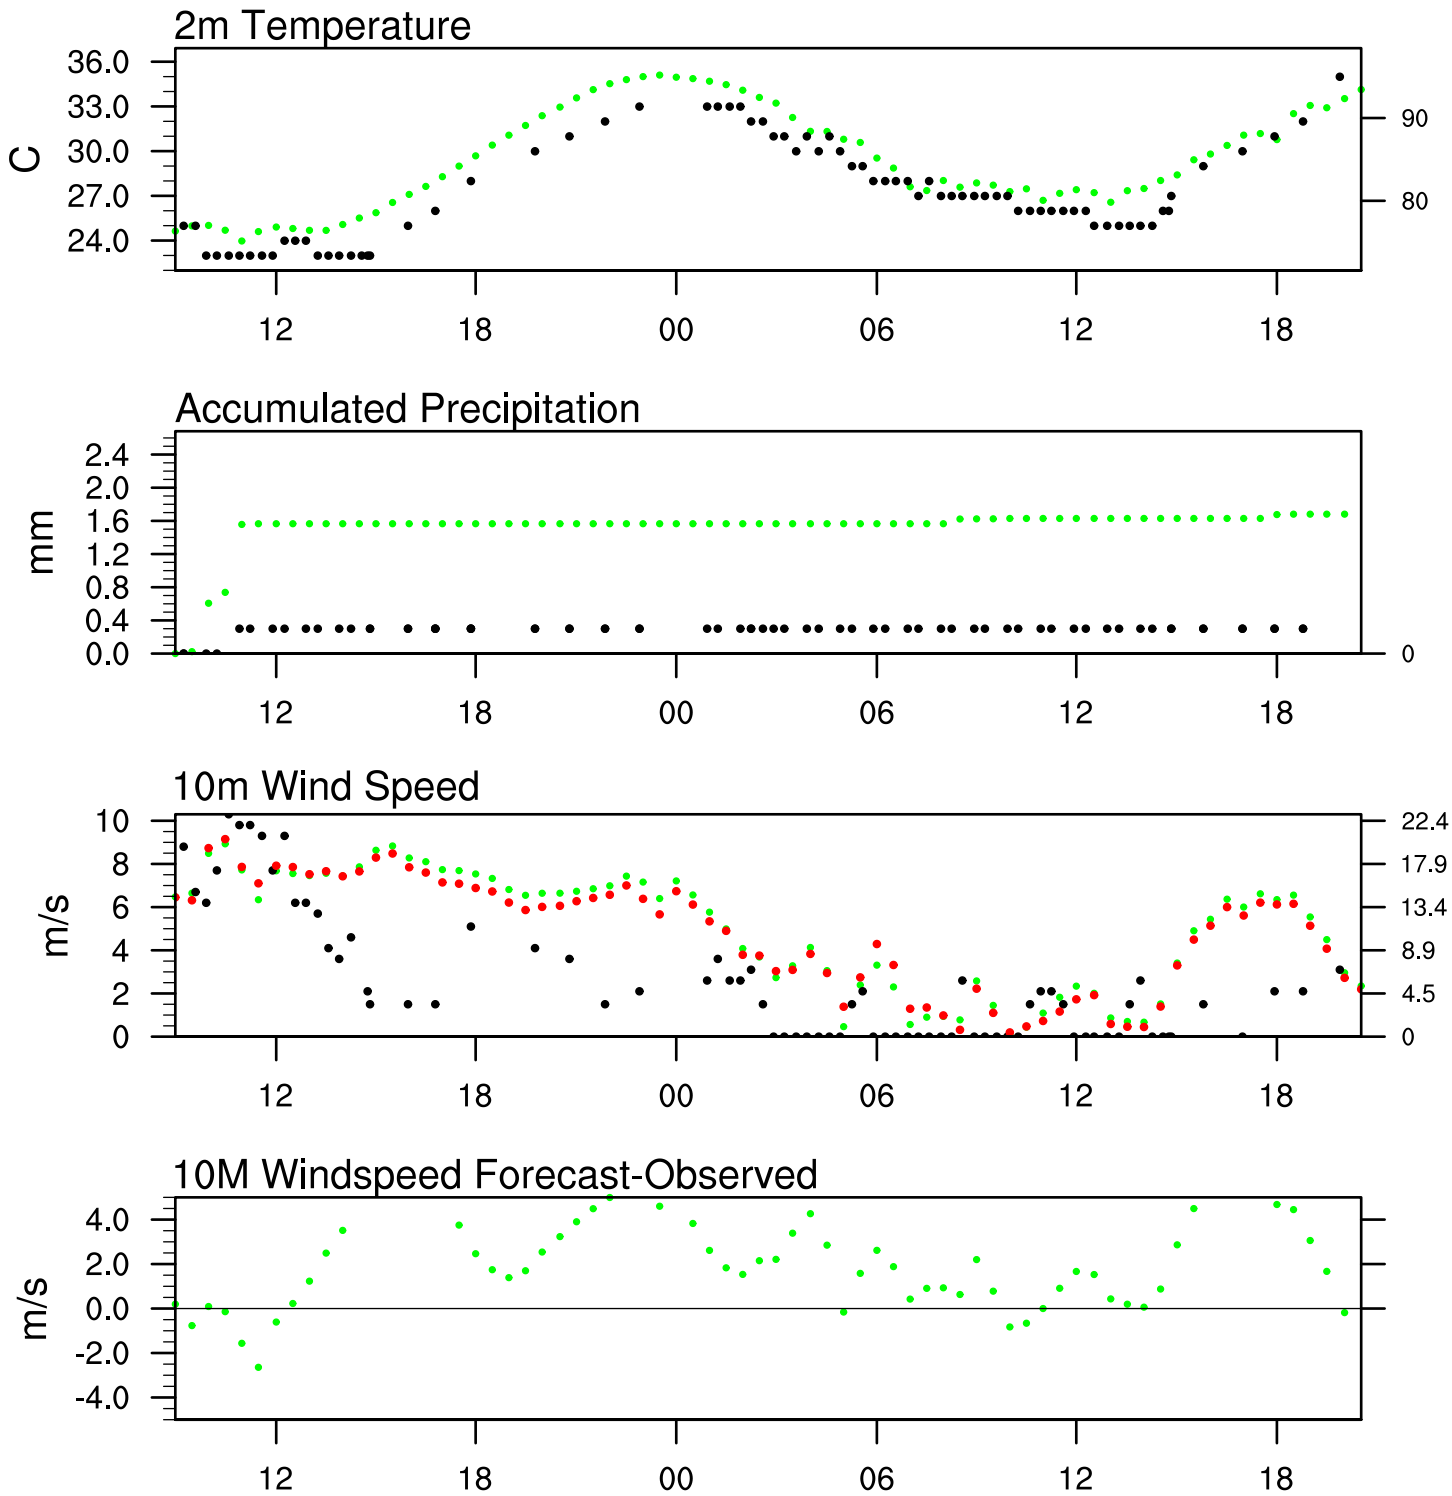 2m Temperature
36.0
33.0
30.0
27.0
24.0
C
90
80
12 18 00 06 12 18
Accumulated Precipitation
2.4
2.0
1.6
1.2
0.8
0.4
0.0
mm
0
12 18 00 06 12 18
10m Wind Speed
10
8
6
4
2
0
m/s
22.4
17.9
13.4
8.9
4.5
0
12 18 00 06 12 18
10M Windspeed Forecast-Observed
4.0
2.0
0.0
-2.0
-4.0
m/s
12 18 00 06 12 18